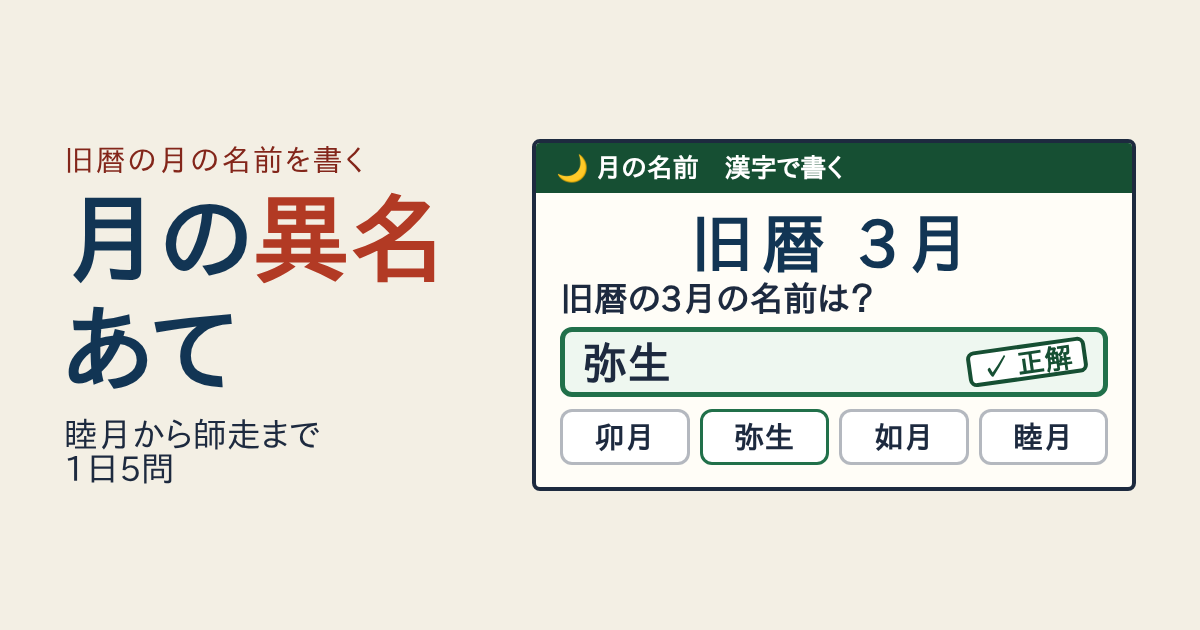 旧暦の月の名前を書く
月の異名
あて
睦月から師走まで
1日5問
🌙 月の名前　漢字で書く
旧暦 3月
旧暦の3月の名前は?
弥生
✓ 正解
卯月
弥生
如月
睦月